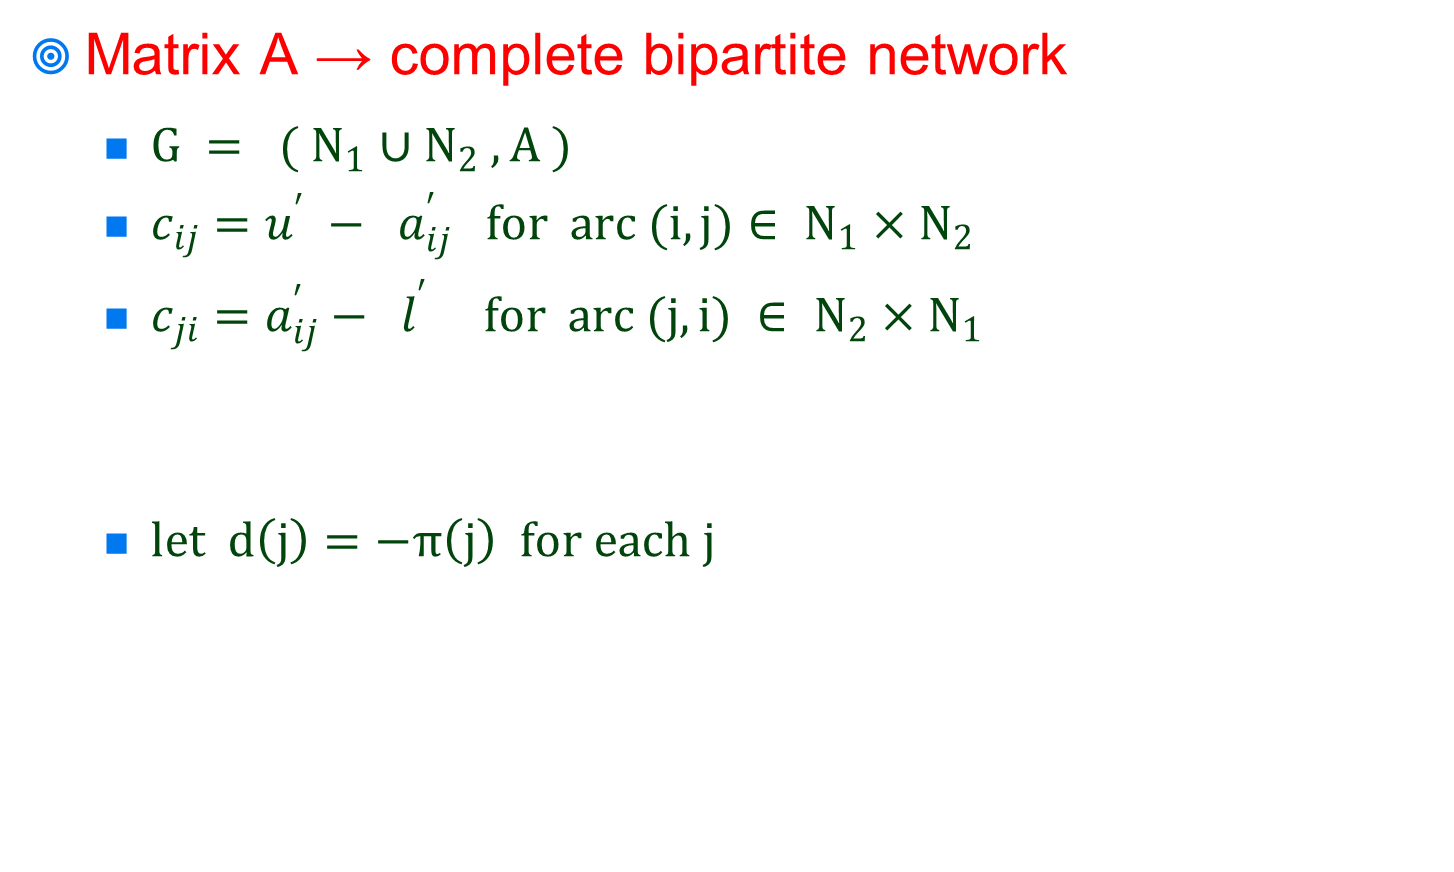 Matrix A → complete bipartite network
G = ( N₁ ∪ N₂ , A )
cᵢⱼ = u′ − a′ᵢⱼ for arc (i, j) ∈ N₁ × N₂
cⱼᵢ = a′ᵢⱼ − l′ for arc (j, i) ∈ N₂ × N₁
let d(j) = −π(j) for each j